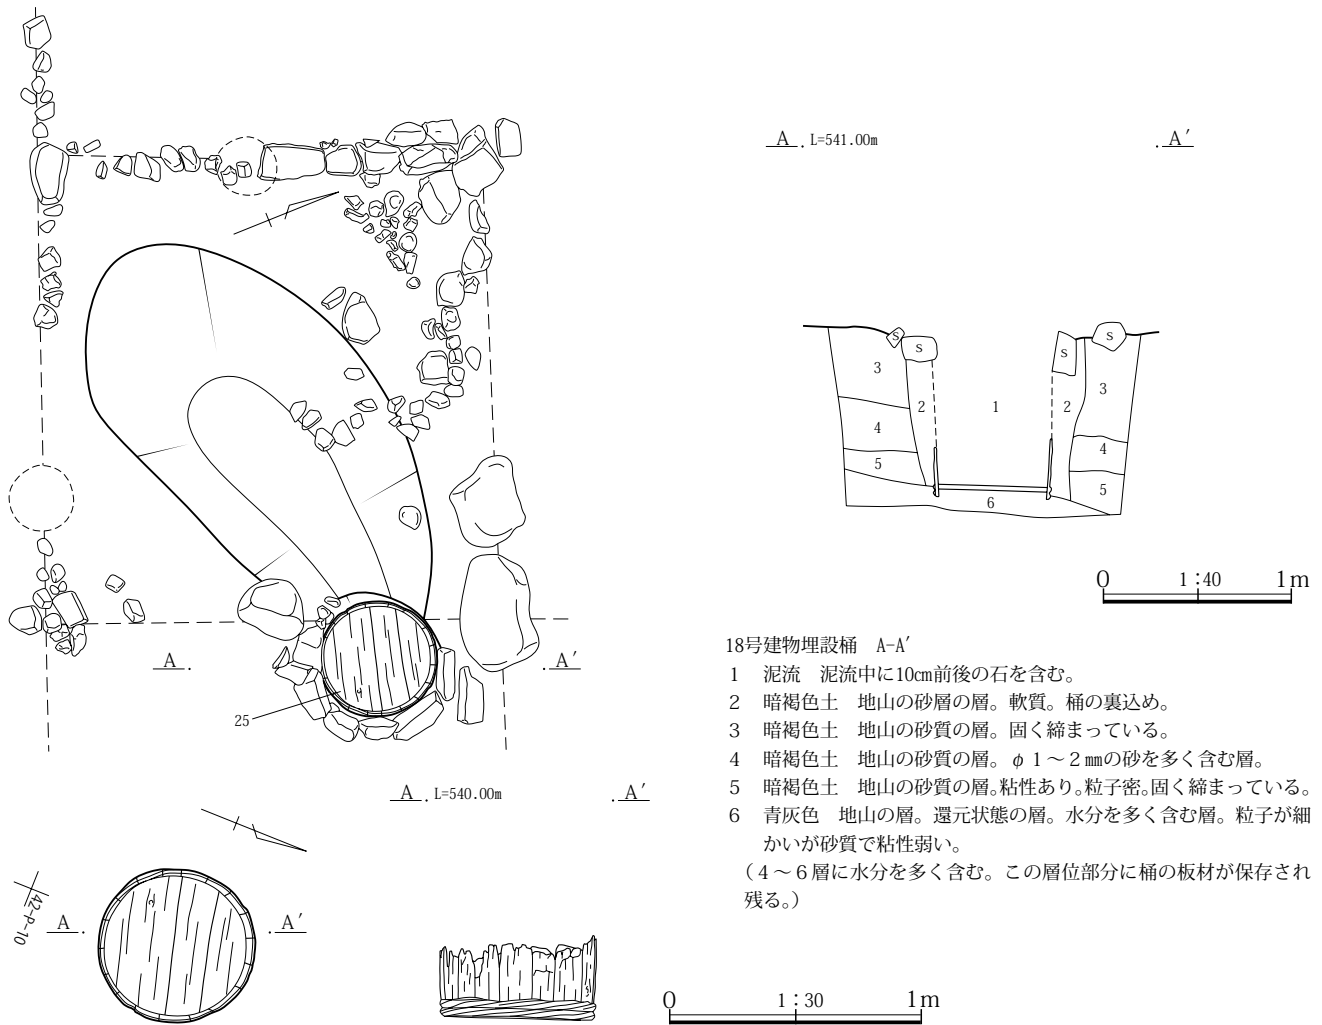 A . L=541.00m . A′
S S S S
3 2 1 2 3
4 4
5 5
6
0 1：40 1m
A . . A′
25
18号建物埋設桶　A-A′
1　泥流　泥流中に10㎝前後の石を含む。
2　暗褐色土　地山の砂層の層。軟質。桶の裏込め。
3　暗褐色土　地山の砂質の層。固く締まっている。
4　暗褐色土　地山の砂質の層。φ１～２㎜の砂を多く含む層。
5　暗褐色土　地山の砂質の層。粘性あり。粒子密。固く締まっている。
6　青灰色　地山の層。還元状態の層。水分を多く含む層。粒子が細
かいが砂質で粘性弱い。
（４～６層に水分を多く含む。この層位部分に桶の板材が保存され
残る。）
A . L=540.00m . A′
42-P-10
A . . A′
0 1：30 1m